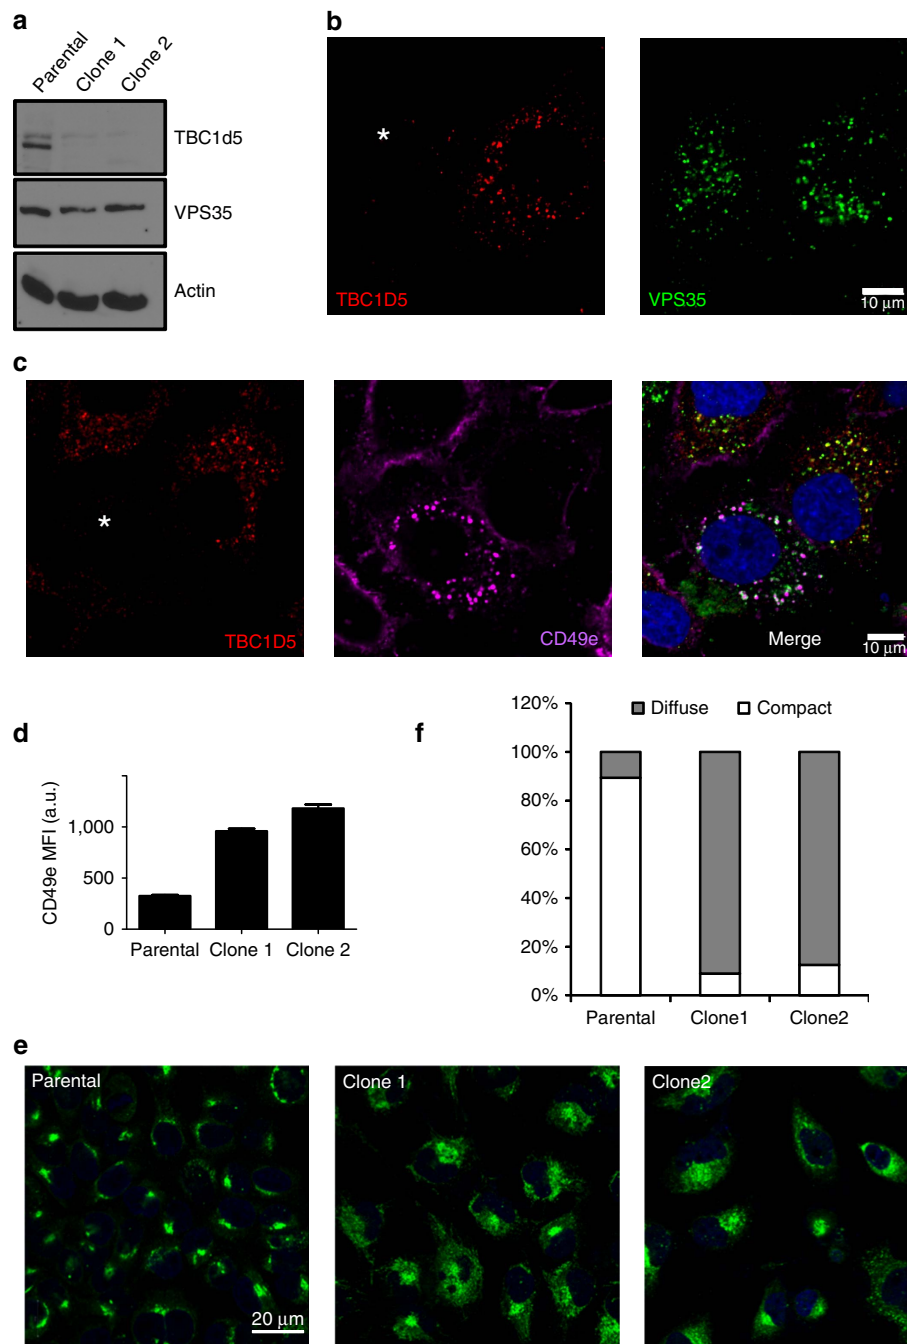 a
Parental
Clone 1
Clone 2
TBC1d5
VPS35
Actin
b
*
TBC1D5
VPS35
10 μm
c
*
TBC1D5
CD49e
Merge
10 μm
d
CD49e MFI (a.u.)
1,000
500
0
Parental Clone 1 Clone 2
f
120%
100%
80%
60%
40%
20%
0%
Diffuse Compact
Parental Clone1 Clone2
e
Parental
20 μm
Clone 1
Clone2